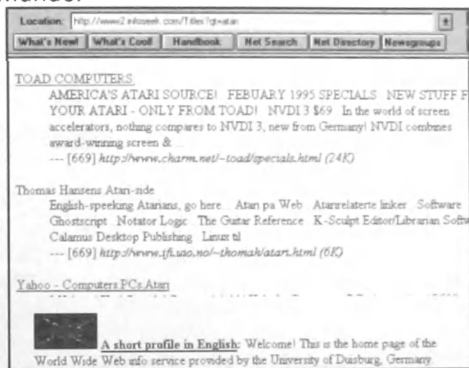 Location: http://www2.infoseek.com/Titles?qt=atari
What's New! What's Cool! Handbook Net Search Net Directory Newsgroups
TOAD COMPUTERS
AMERICA'S ATARI SOURCE! FEBUARY 1995 SPECIALS NEW STUFF F
YOUR ATARI - ONLY FROM TOAD! NVDI 3 $69 In the world of screen
accelerators, nothing compares to NVDI 3, new from Germany! NVDI combines
award-winning screen &
--- [669] http://www.charm.net/~toad/specials.html (24K)
Thomas Hansens Atari-side
English-speeking Atarians, go here Atari pa Web Atarirelaterte linker Software
Ghostscript Notator Logic The Guitar Reference K-Sculpt Editor/Librarian Softw
Calamus Desktop Publishing Linux til
--- [669] http://www.ifi.uio.no/~thomah/atari.html (6K)
Yahoo - Computers:PCs:Atari
A short profile in English: Welcome! This is the home page of the
World Wide Web info service provided by the University of Duisburg, Germany.